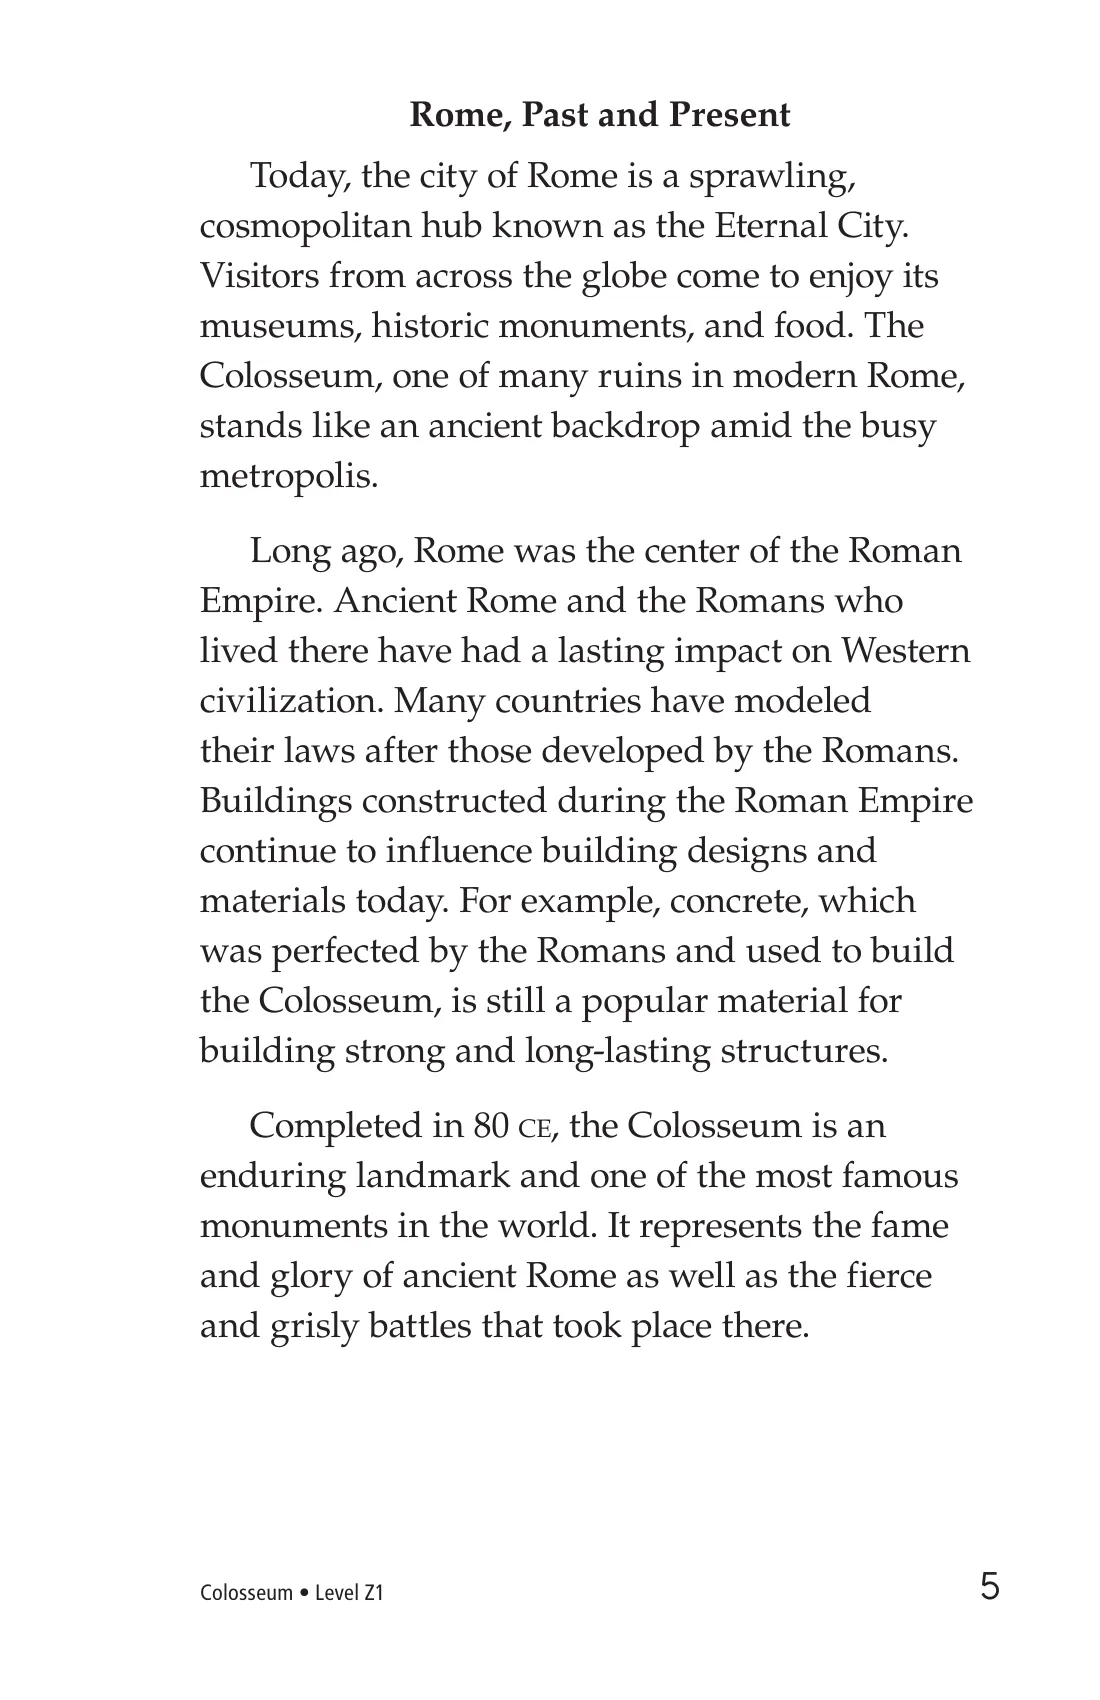 Rome, Past and Present
Today, the city of Rome is a sprawling,
cosmopolitan hub known as the Eternal City.
Visitors from across the globe come to enjoy its
museums, historic monuments, and food. The
Colosseum, one of many ruins in modern Rome,
stands like an ancient backdrop amid the busy
metropolis.
Long ago, Rome was the center of the Roman
Empire. Ancient Rome and the Romans who
lived there have had a lasting impact on Western
civilization. Many countries have modeled
their laws after those developed by the Romans.
Buildings constructed during the Roman Empire
continue to influence building designs and
materials today. For example, concrete, which
was perfected by the Romans and used to build
the Colosseum, is still a popular material for
building strong and long-lasting structures.
Completed in 80 CE, the Colosseum is an
enduring landmark and one of the most famous
monuments in the world. It represents the fame
and glory of ancient Rome as well as the fierce
and grisly battles that took place there.
Colosseum • Level Z1 5